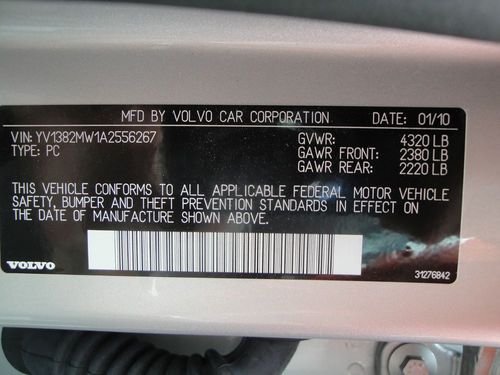 MFD BY VOLVO CAR CORPORATION DATE: 01/10
VIN: YV1382MW1A2556267 GVWR: 4320 LB
TYPE: PC GAWR FRONT: 2380 LB
GAWR REAR: 2220 LB
THIS VEHICLE CONFORMS TO ALL APPLICABLE FEDERAL MOTOR VEHICLE
SAFETY, BUMPER AND THEFT PREVENTION STANDARDS IN EFFECT ON
THE DATE OF MANUFACTURE SHOWN ABOVE.
VOLVO 31276842